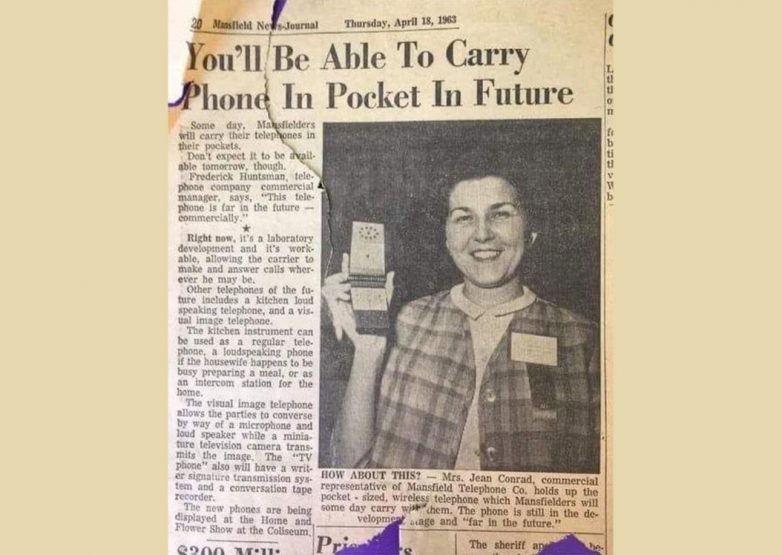 20 Mansfield News-Journal Thursday, April 18, 1963
You'll Be Able To Carry
Phone In Pocket In Future
Some day, Mansfielders
will carry their telephones in
their pockets.
Don't expect it to be avail-
able tomorrow, though.
Frederick Huntsman, tele-
phone company commercial
manager, says, "This tele-
phone is far in the future —
commercially."
★
Right now, it's a laboratory
development and it's work-
able, allowing the carrier to
make and answer calls wher-
ever he may be.
Other telephones of the fu-
ture includes a kitchen loud
speaking telephone, and a vis-
ual image telephone.
The kitchen instrument can
be used as a regular tele-
phone, a loudspeaking phone
if the housewife happens to be
busy preparing a meal, or as
an intercom station for the
home.
The visual image telephone
allows the parties to converse
by way of a microphone and
loud speaker while a minia-
ture television camera trans-
mits the image. The "TV
phone" also will have a writ-
er signature transmission sys-
tem and a conversation tape
recorder.
The new phones are being
displayed at the Home and
Flower Show at the Coliseum.
HOW ABOUT THIS? — Mrs. Jean Conrad, commercial
representative of Mansfield Telephone Co. holds up the
pocket - sized, wireless telephone which Mansfielders will
some day carry with them. The phone is still in the de-
velopment stage and "far in the future."
$300
The sheriff